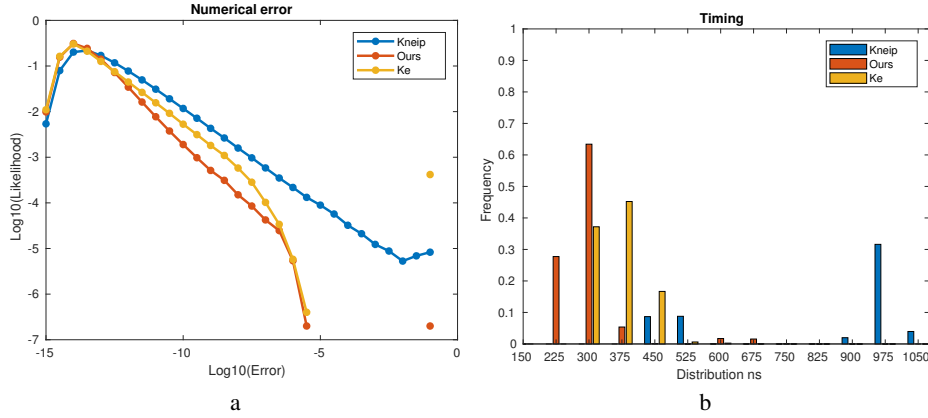 Numerical error
0
-1
-2
-3
-4
-5
-6
-7
-15
-10
-5
0
Log10(Likelihood)
Log10(Error)
Kneip
Ours
Ke
a
Timing
1
0.9
0.8
0.7
0.6
0.5
0.4
0.3
0.2
0.1
0
150 225 300 375 450 525 600 675 750 825 900 975 1050
Frequency
Distribution ns
Kneip
Ours
Ke
b